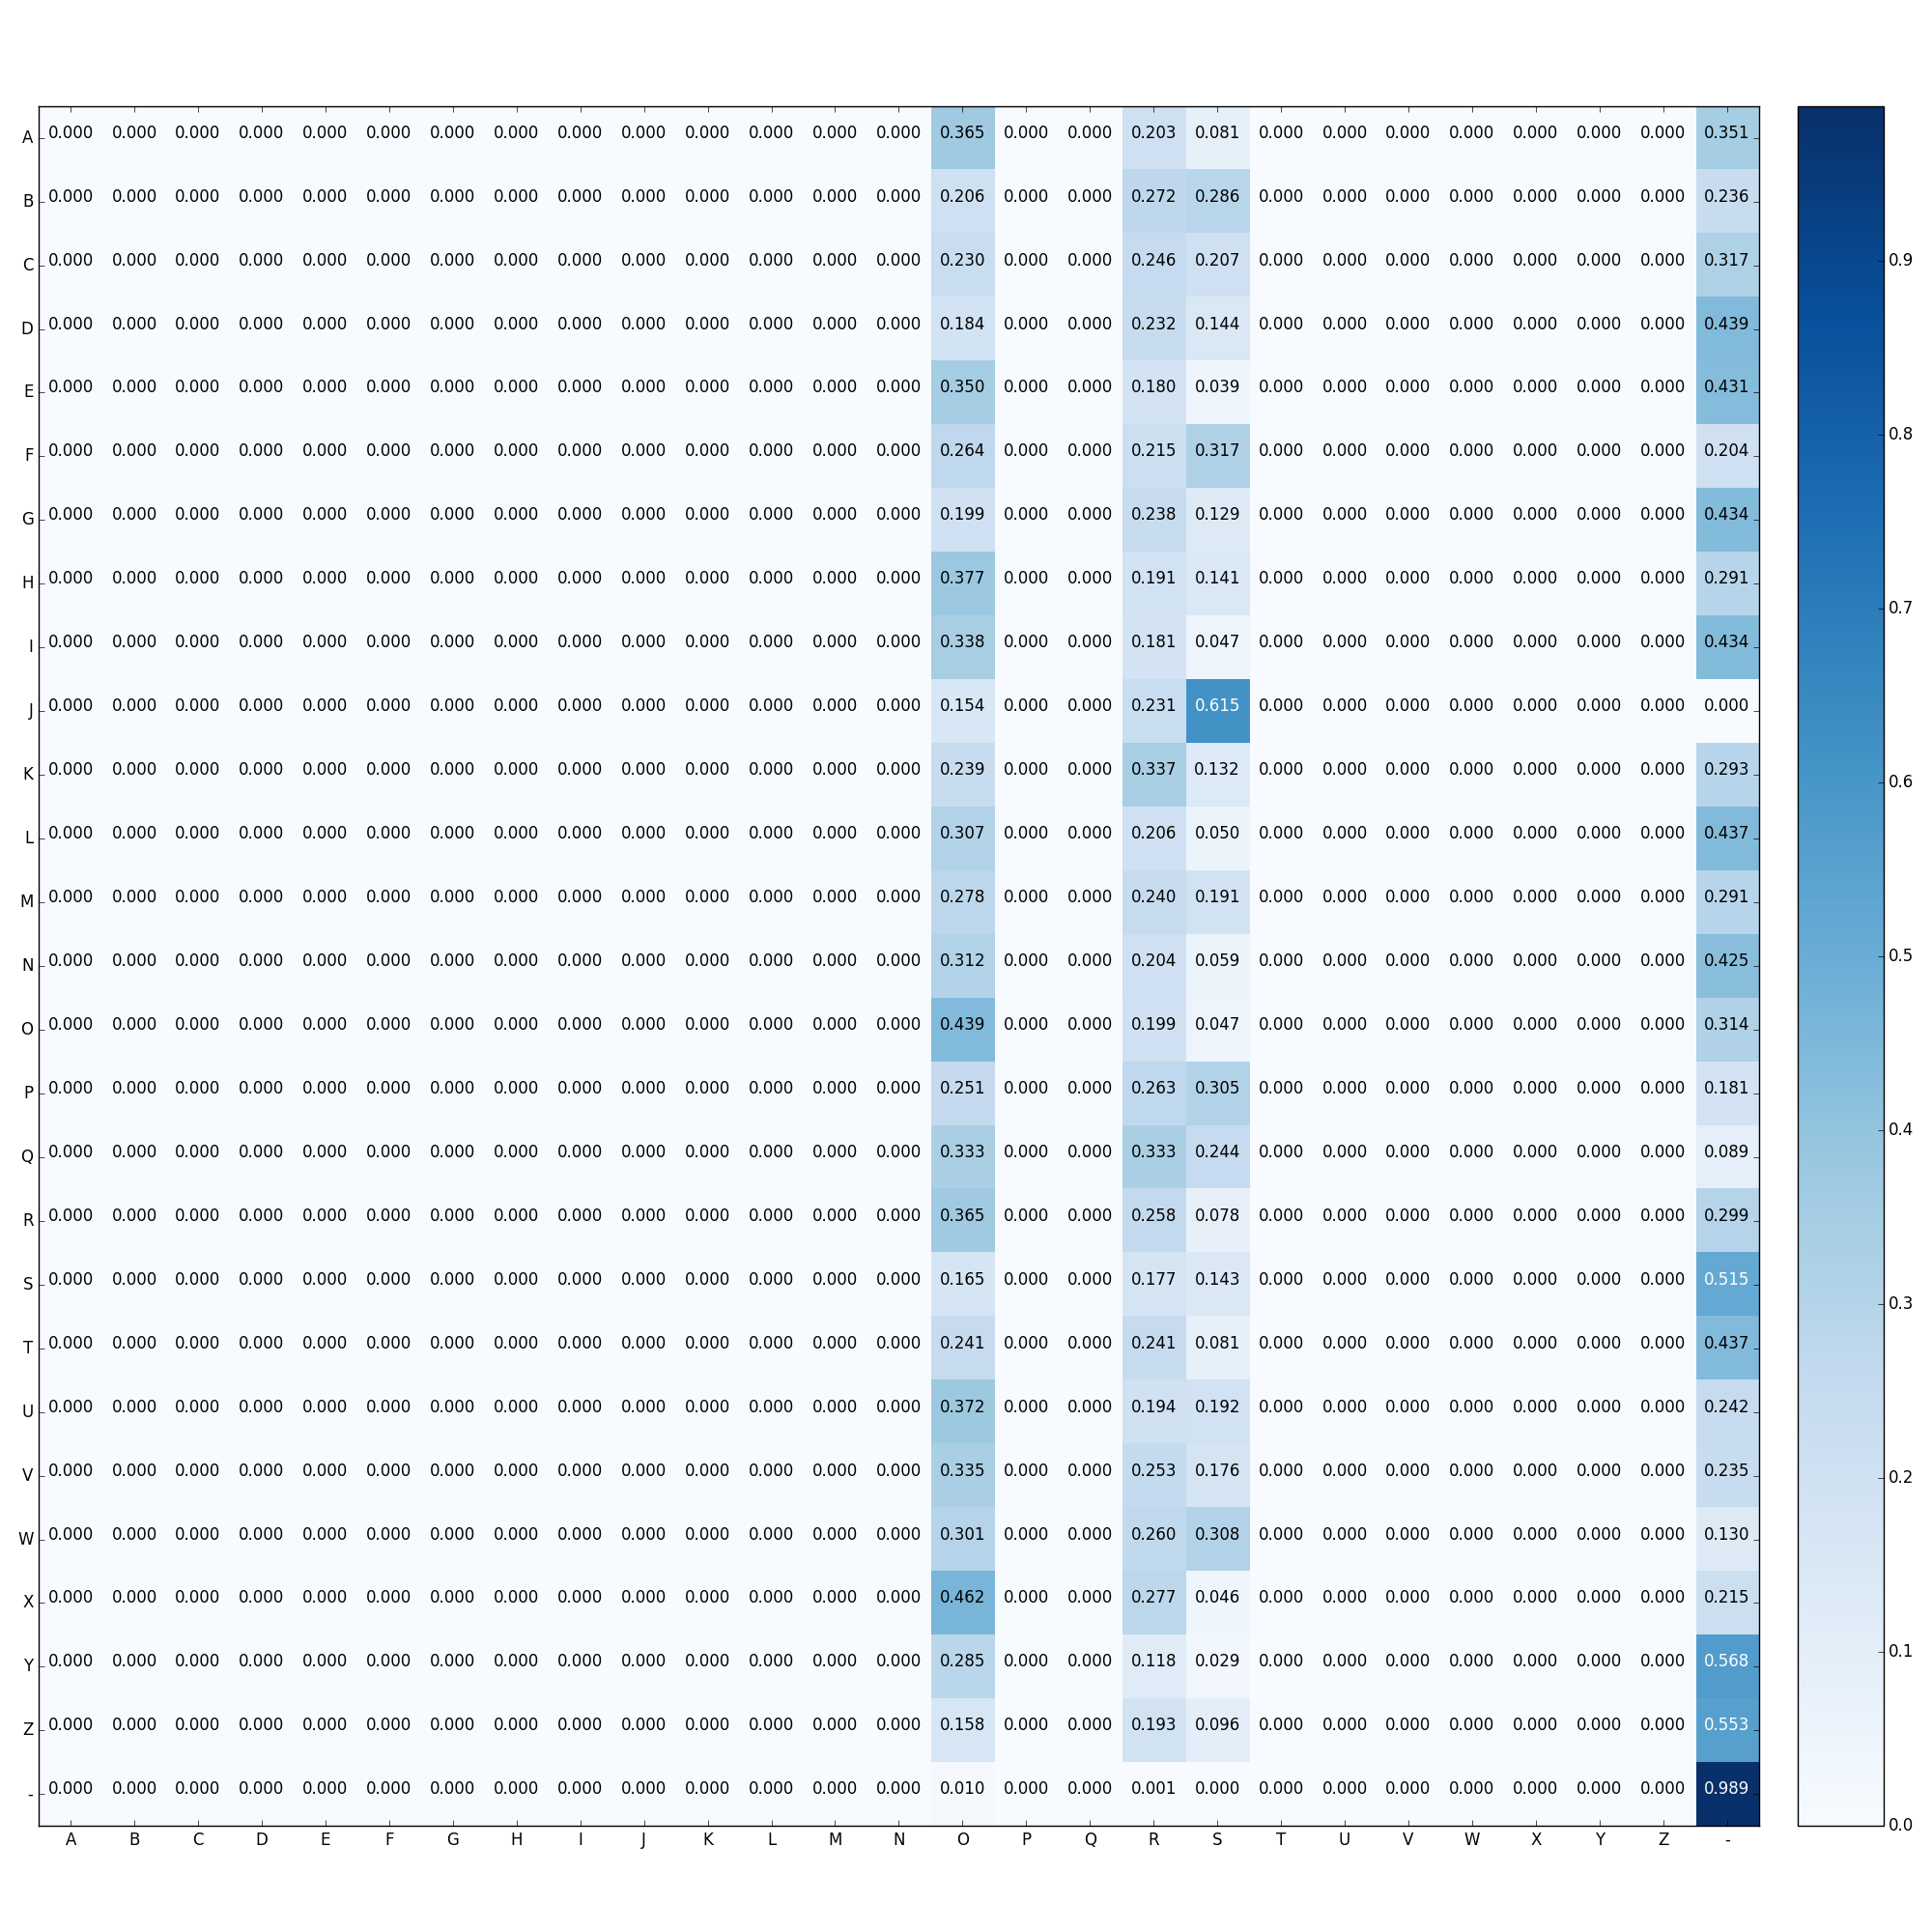 A 0.000 0.000 0.000 0.000 0.000 0.000 0.000 0.000 0.000 0.000 0.000 0.000 0.000 0.000 0.365 0.000 0.000 0.203 0.081 0.000 0.000 0.000 0.000 0.000 0.000 0.000 0.351
B 0.000 0.000 0.000 0.000 0.000 0.000 0.000 0.000 0.000 0.000 0.000 0.000 0.000 0.000 0.206 0.000 0.000 0.272 0.286 0.000 0.000 0.000 0.000 0.000 0.000 0.000 0.236
C 0.000 0.000 0.000 0.000 0.000 0.000 0.000 0.000 0.000 0.000 0.000 0.000 0.000 0.000 0.230 0.000 0.000 0.246 0.207 0.000 0.000 0.000 0.000 0.000 0.000 0.000 0.317
0.9
D 0.000 0.000 0.000 0.000 0.000 0.000 0.000 0.000 0.000 0.000 0.000 0.000 0.000 0.000 0.184 0.000 0.000 0.232 0.144 0.000 0.000 0.000 0.000 0.000 0.000 0.000 0.439
E 0.000 0.000 0.000 0.000 0.000 0.000 0.000 0.000 0.000 0.000 0.000 0.000 0.000 0.000 0.350 0.000 0.000 0.180 0.039 0.000 0.000 0.000 0.000 0.000 0.000 0.000 0.431
0.8
F 0.000 0.000 0.000 0.000 0.000 0.000 0.000 0.000 0.000 0.000 0.000 0.000 0.000 0.000 0.264 0.000 0.000 0.215 0.317 0.000 0.000 0.000 0.000 0.000 0.000 0.000 0.204
G 0.000 0.000 0.000 0.000 0.000 0.000 0.000 0.000 0.000 0.000 0.000 0.000 0.000 0.000 0.199 0.000 0.000 0.238 0.129 0.000 0.000 0.000 0.000 0.000 0.000 0.000 0.434
H 0.000 0.000 0.000 0.000 0.000 0.000 0.000 0.000 0.000 0.000 0.000 0.000 0.000 0.000 0.377 0.000 0.000 0.191 0.141 0.000 0.000 0.000 0.000 0.000 0.000 0.000 0.291
0.7
I 0.000 0.000 0.000 0.000 0.000 0.000 0.000 0.000 0.000 0.000 0.000 0.000 0.000 0.000 0.338 0.000 0.000 0.181 0.047 0.000 0.000 0.000 0.000 0.000 0.000 0.000 0.434
J 0.000 0.000 0.000 0.000 0.000 0.000 0.000 0.000 0.000 0.000 0.000 0.000 0.000 0.000 0.154 0.000 0.000 0.231 0.615 0.000 0.000 0.000 0.000 0.000 0.000 0.000 0.000
K 0.000 0.000 0.000 0.000 0.000 0.000 0.000 0.000 0.000 0.000 0.000 0.000 0.000 0.000 0.239 0.000 0.000 0.337 0.132 0.000 0.000 0.000 0.000 0.000 0.000 0.000 0.293
0.6
L 0.000 0.000 0.000 0.000 0.000 0.000 0.000 0.000 0.000 0.000 0.000 0.000 0.000 0.000 0.307 0.000 0.000 0.206 0.050 0.000 0.000 0.000 0.000 0.000 0.000 0.000 0.437
M 0.000 0.000 0.000 0.000 0.000 0.000 0.000 0.000 0.000 0.000 0.000 0.000 0.000 0.000 0.278 0.000 0.000 0.240 0.191 0.000 0.000 0.000 0.000 0.000 0.000 0.000 0.291
0.5
N 0.000 0.000 0.000 0.000 0.000 0.000 0.000 0.000 0.000 0.000 0.000 0.000 0.000 0.000 0.312 0.000 0.000 0.204 0.059 0.000 0.000 0.000 0.000 0.000 0.000 0.000 0.425
O 0.000 0.000 0.000 0.000 0.000 0.000 0.000 0.000 0.000 0.000 0.000 0.000 0.000 0.000 0.439 0.000 0.000 0.199 0.047 0.000 0.000 0.000 0.000 0.000 0.000 0.000 0.314
P 0.000 0.000 0.000 0.000 0.000 0.000 0.000 0.000 0.000 0.000 0.000 0.000 0.000 0.000 0.251 0.000 0.000 0.263 0.305 0.000 0.000 0.000 0.000 0.000 0.000 0.000 0.181
0.4
Q 0.000 0.000 0.000 0.000 0.000 0.000 0.000 0.000 0.000 0.000 0.000 0.000 0.000 0.000 0.333 0.000 0.000 0.333 0.244 0.000 0.000 0.000 0.000 0.000 0.000 0.000 0.089
R 0.000 0.000 0.000 0.000 0.000 0.000 0.000 0.000 0.000 0.000 0.000 0.000 0.000 0.000 0.365 0.000 0.000 0.258 0.078 0.000 0.000 0.000 0.000 0.000 0.000 0.000 0.299
S 0.000 0.000 0.000 0.000 0.000 0.000 0.000 0.000 0.000 0.000 0.000 0.000 0.000 0.000 0.165 0.000 0.000 0.177 0.143 0.000 0.000 0.000 0.000 0.000 0.000 0.000 0.515
0.3
T 0.000 0.000 0.000 0.000 0.000 0.000 0.000 0.000 0.000 0.000 0.000 0.000 0.000 0.000 0.241 0.000 0.000 0.241 0.081 0.000 0.000 0.000 0.000 0.000 0.000 0.000 0.437
U 0.000 0.000 0.000 0.000 0.000 0.000 0.000 0.000 0.000 0.000 0.000 0.000 0.000 0.000 0.372 0.000 0.000 0.194 0.192 0.000 0.000 0.000 0.000 0.000 0.000 0.000 0.242
V 0.000 0.000 0.000 0.000 0.000 0.000 0.000 0.000 0.000 0.000 0.000 0.000 0.000 0.000 0.335 0.000 0.000 0.253 0.176 0.000 0.000 0.000 0.000 0.000 0.000 0.000 0.235
0.2
W 0.000 0.000 0.000 0.000 0.000 0.000 0.000 0.000 0.000 0.000 0.000 0.000 0.000 0.000 0.301 0.000 0.000 0.260 0.308 0.000 0.000 0.000 0.000 0.000 0.000 0.000 0.130
X 0.000 0.000 0.000 0.000 0.000 0.000 0.000 0.000 0.000 0.000 0.000 0.000 0.000 0.000 0.462 0.000 0.000 0.277 0.046 0.000 0.000 0.000 0.000 0.000 0.000 0.000 0.215
0.1
Y 0.000 0.000 0.000 0.000 0.000 0.000 0.000 0.000 0.000 0.000 0.000 0.000 0.000 0.000 0.285 0.000 0.000 0.118 0.029 0.000 0.000 0.000 0.000 0.000 0.000 0.000 0.568
Z 0.000 0.000 0.000 0.000 0.000 0.000 0.000 0.000 0.000 0.000 0.000 0.000 0.000 0.000 0.158 0.000 0.000 0.193 0.096 0.000 0.000 0.000 0.000 0.000 0.000 0.000 0.553
- 0.000 0.000 0.000 0.000 0.000 0.000 0.000 0.000 0.000 0.000 0.000 0.000 0.000 0.000 0.010 0.000 0.000 0.001 0.000 0.000 0.000 0.000 0.000 0.000 0.000 0.000 0.989
0.0
A B C D E F G H I J K L M N O P Q R S T U V W X Y Z -